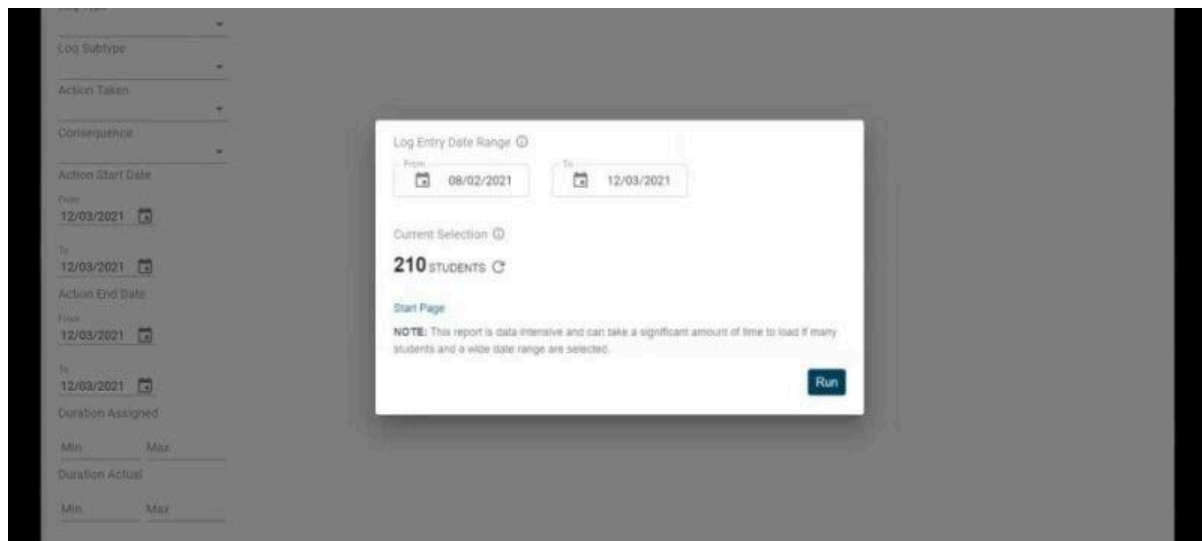 Log Subtype
Action Taken
Consequence
Action Start Date
From
12/03/2021
To
12/03/2021
Action End Date
From
12/03/2021
To
12/03/2021
Duration Assigned
Min Max
Duration Actual
Min Max
Log Entry Date Range
From To
08/02/2021 12/03/2021
Current Selection
210 STUDENTS
Start Page
NOTE: This report is data intensive and can take a significant amount of time to load if many
students and a wide date range are selected.
Run